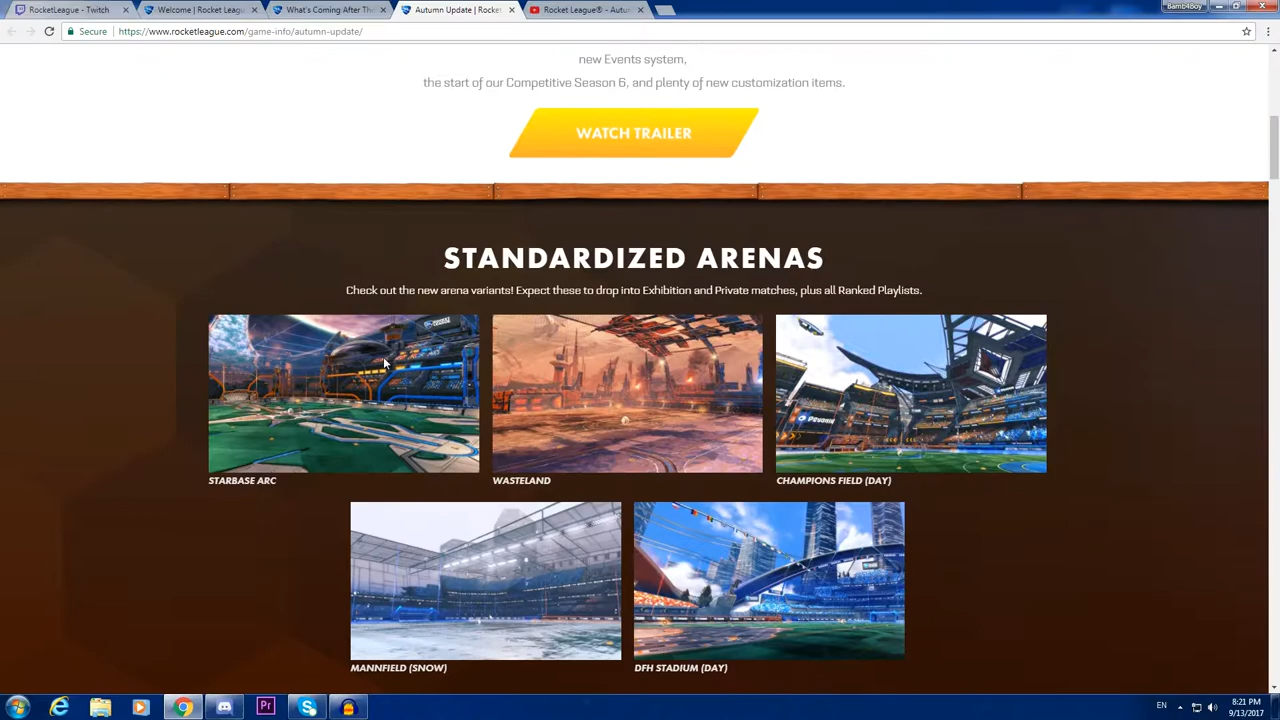 RocketLeague - Twitch
Welcome | Rocket Leagu
What's Coming After The
Autumn Update | Rocket
Rocket League® - Autum
Bamb4Boy
Secure
https://www.rocketleague.com/game-info/autumn-update/
new Events system,
the start of our Competitive Season 6, and plenty of new customization items.
WATCH TRAILER
STANDARDIZED ARENAS
Check out the new arena variants! Expect these to drop into Exhibition and Private matches, plus all Ranked Playlists.
STARBASE ARC
WASTELAND
CHAMPIONS FIELD (DAY)
MANNFIELD (SNOW)
DFH STADIUM (DAY)
Pr
EN
8:21 PM
9/13/2017